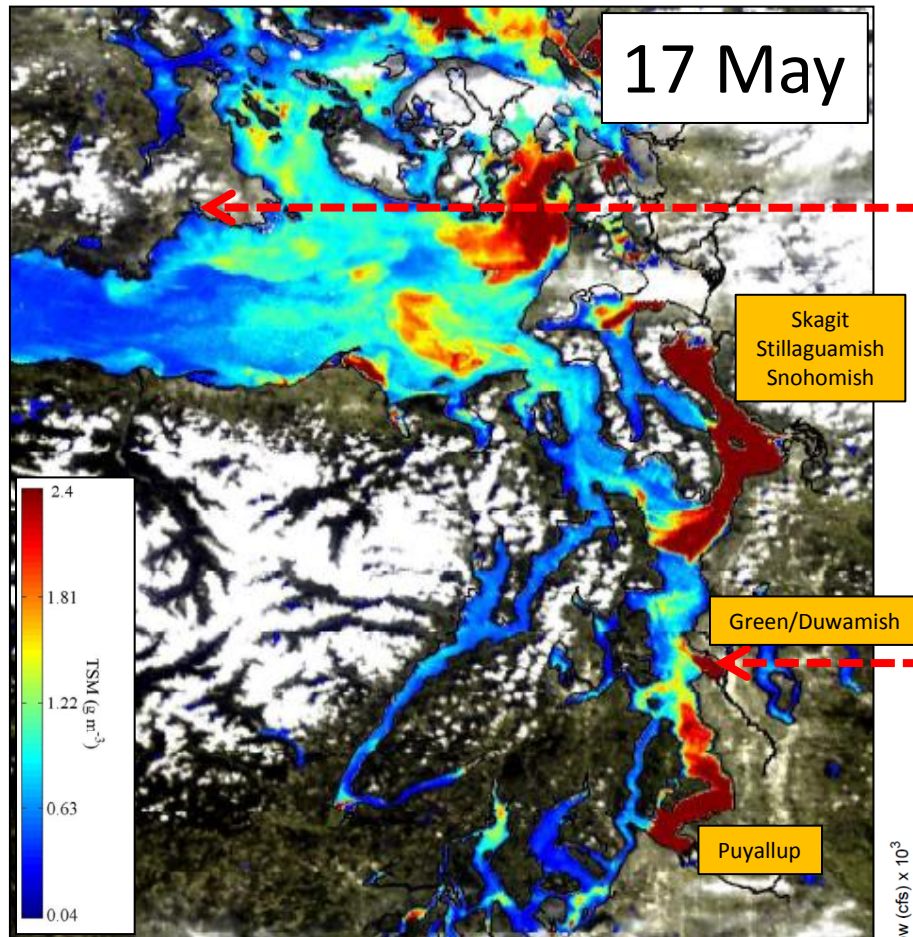 17 May
Skagit
Stillaguamish
Snohomish
Green/Duwamish
Puyallup
2.4
1.81
1.22
0.63
0.04
TSM (g m⁻³)
w (cfs) x 10³